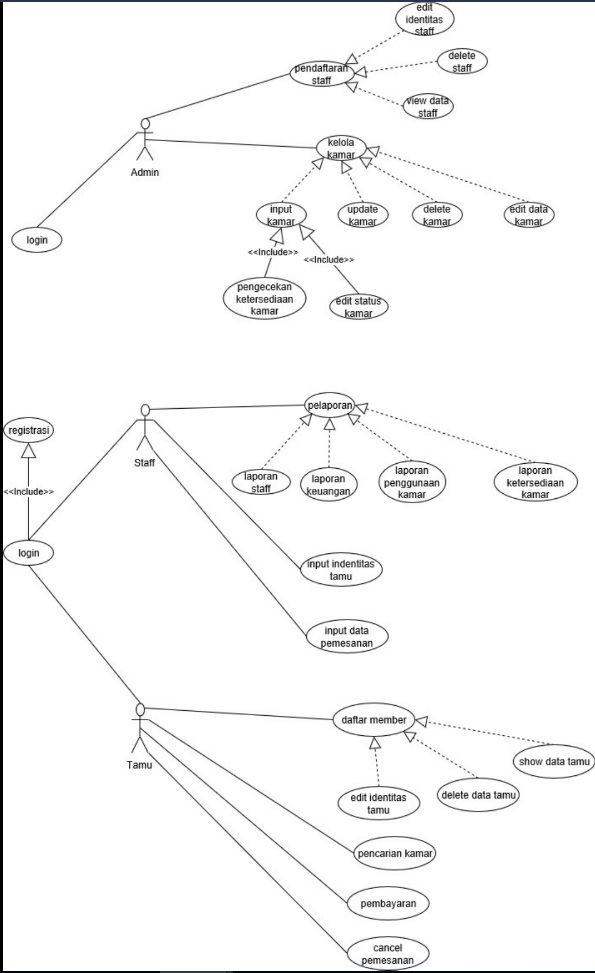 edit
identitas
staff
delete
staff
pendaftaran
staff
view data
staff
Admin
kelola
kamar
input
kamar
update
kamar
delete
kamar
edit data
kamar
login
<<Include>>
<<Include>>
pengecekan
ketersediaan
kamar
edit status
kamar
registrasi
pelaporan
Staff
laporan
staff
laporan
keuangan
laporan
penggunaan
kamar
laporan
ketersediaan
kamar
<<Include>>
login
input indentitas
tamu
input data
pemesanan
daftar member
Tamu
show data tamu
edit identitas
tamu
delete data tamu
pencarian kamar
pembayaran
cancel
pemesanan